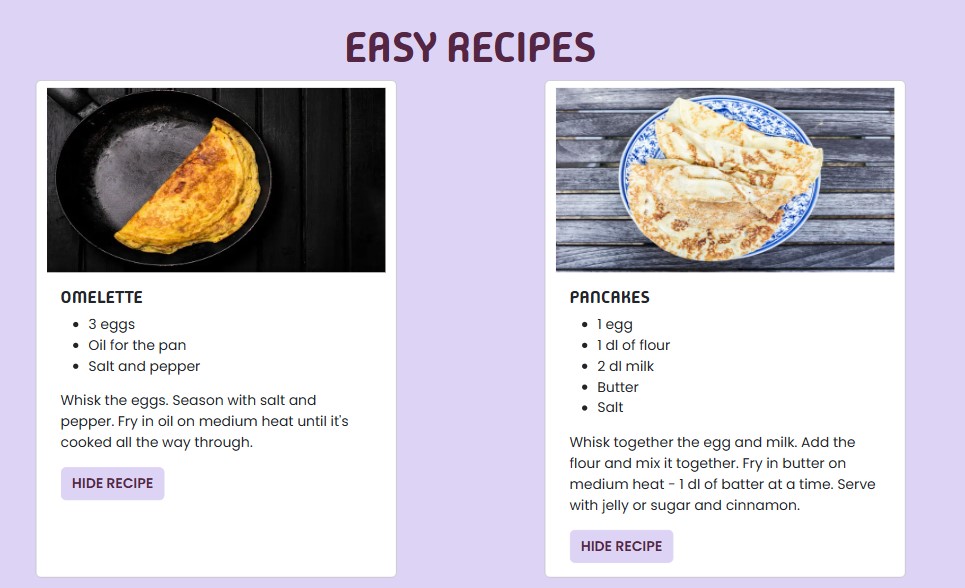 EASY RECIPES
OMELETTE
• 3 eggs
• Oil for the pan
• Salt and pepper
Whisk the eggs. Season with salt and
pepper. Fry in oil on medium heat until it's
cooked all the way through.
HIDE RECIPE
PANCAKES
• 1 egg
• 1 dl of flour
• 2 dl milk
• Butter
• Salt
Whisk together the egg and milk. Add the
flour and mix it together. Fry in butter on
medium heat - 1 dl of batter at a time. Serve
with jelly or sugar and cinnamon.
HIDE RECIPE